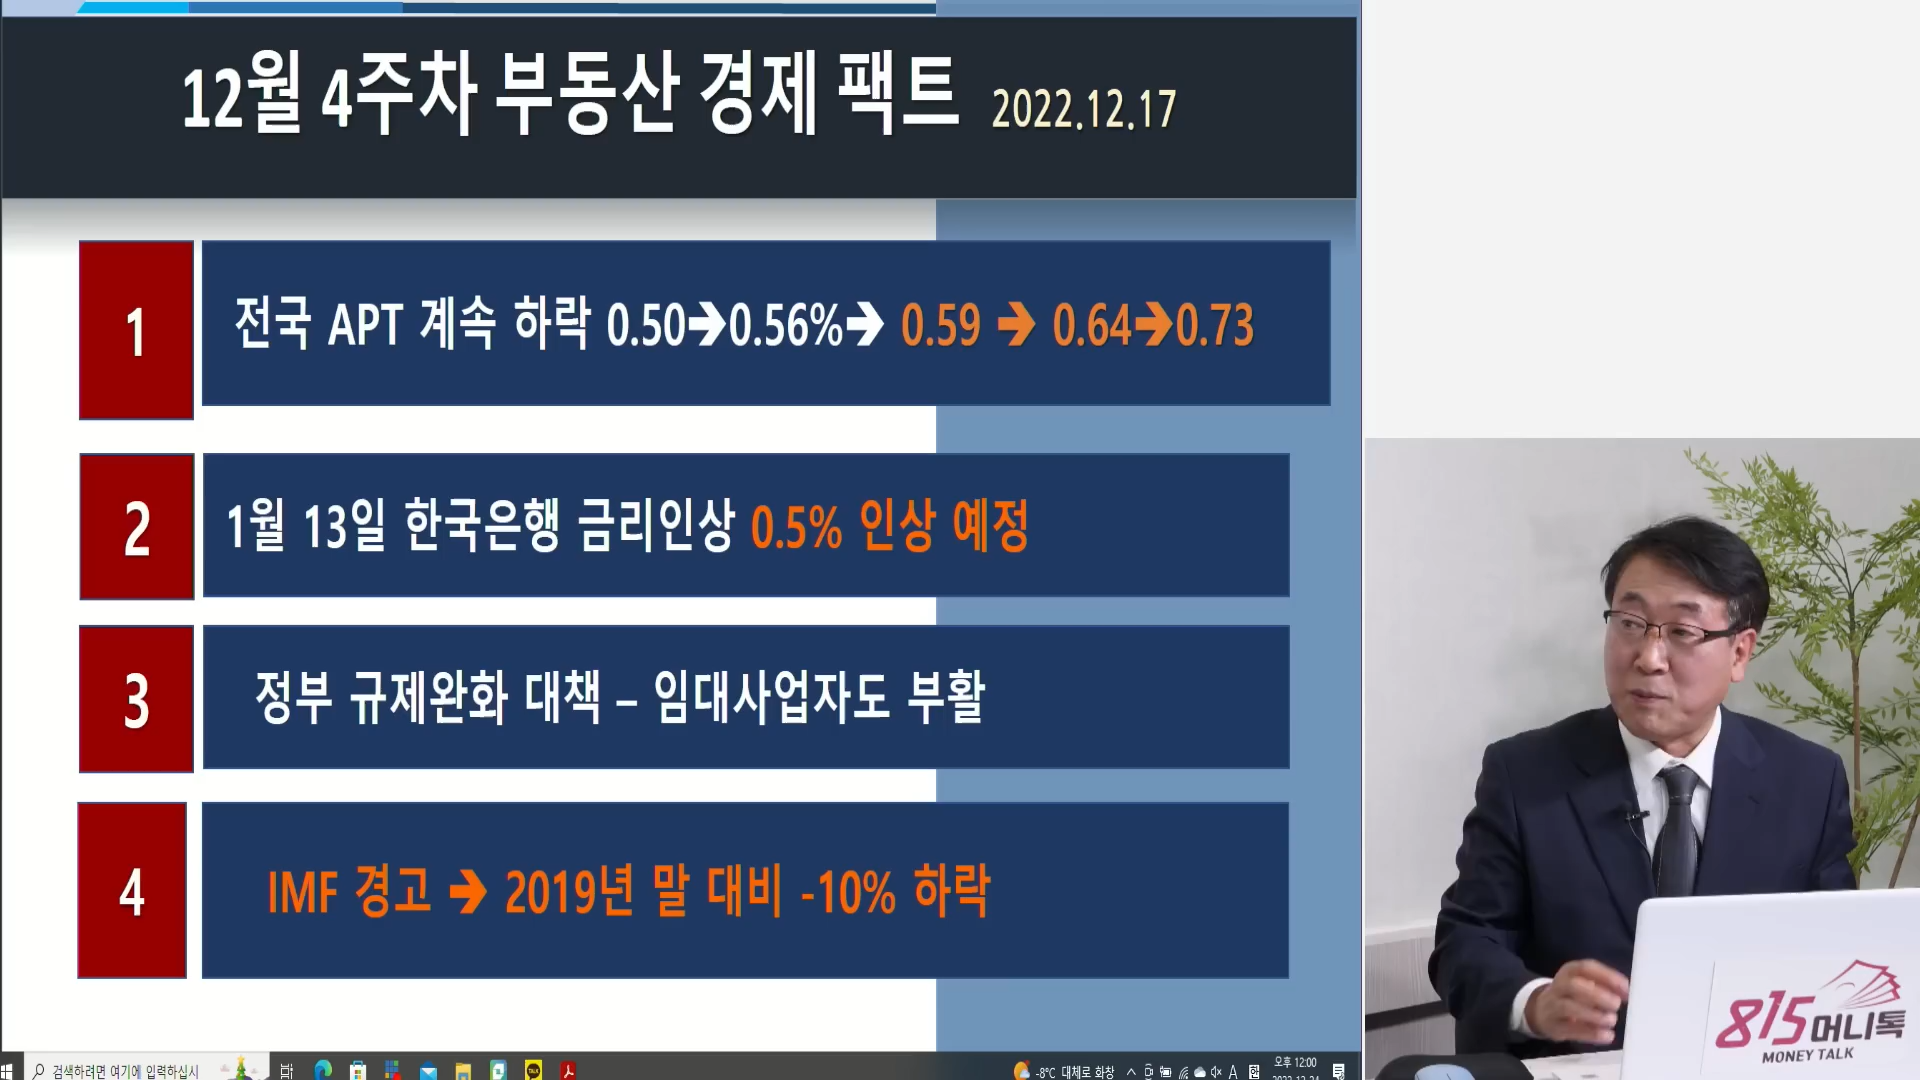 12월 4주차 부동산 경제 팩트 2022.12.17
1
전국 APT 계속 하락 0.50→0.56%→ 0.59 → 0.64→0.73
2
1월 13일 한국은행 금리인상 0.5% 인상 예정
3
정부 규제완화 대책 – 임대사업자도 부활
4
IMF 경고 → 2019년 말 대비 -10% 하락
815머니톡
MONEY TALK
검색하려면 여기에 입력하십시
TALK
-8°C 대체로 화창
A
오후 12:00